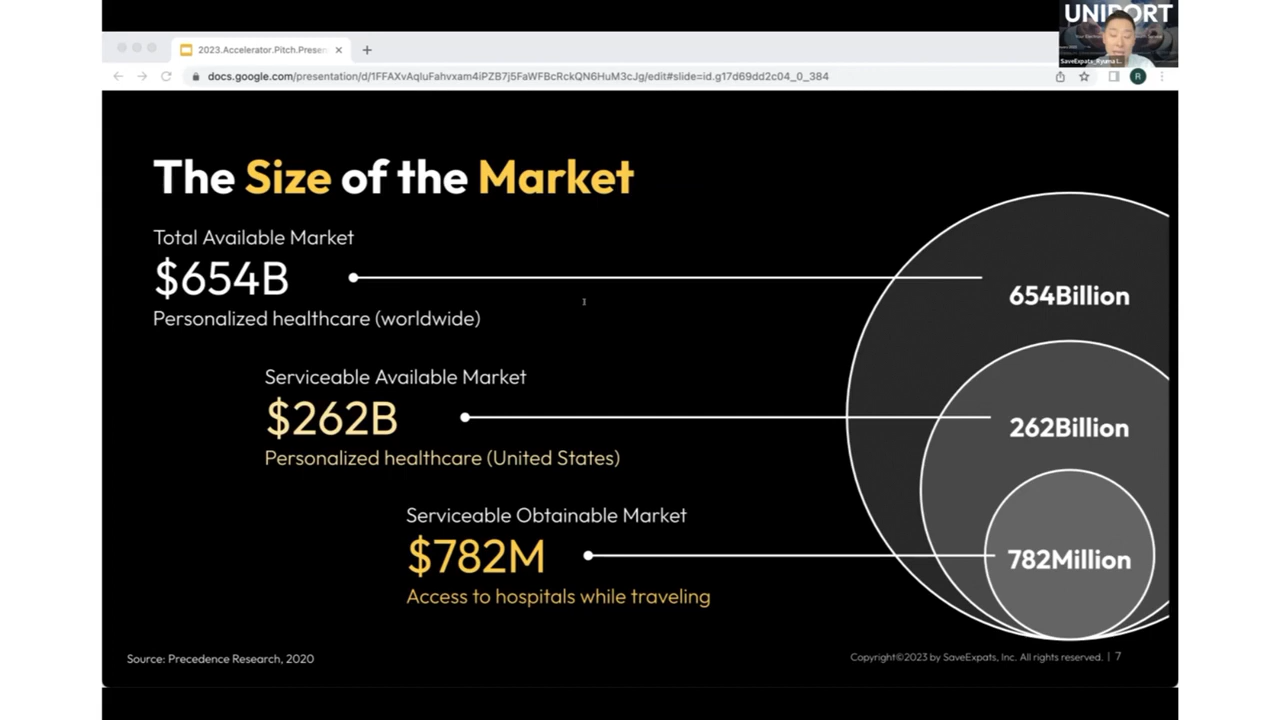 UNIPORT
2023.Accelerator.Pitch.Presen
docs.google.com/presentation/d/1FFAXvAqluFahvxam4iPZB7j5FaWFBcRckQN6HuM3cJg/edit#slide=id.g17d69dd2c04_0_384
R
The Size of the Market
Total Available Market
$654B
Personalized healthcare (worldwide)
654Billion
Serviceable Available Market
$262B
Personalized healthcare (United States)
262Billion
Serviceable Obtainable Market
$782M
Access to hospitals while traveling
782Million
Source: Precedence Research, 2020
Copyright©2023 by SaveExpats, Inc. All rights reserved. | 7